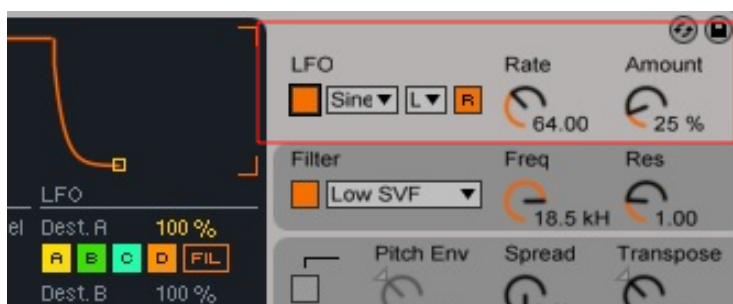 LFO Rate Amount
Sine L R 64.00 25 %
Filter Freq Res
Low SVF 18.5 kH 1.00
LFO
el Dest. A 100 %
A B C D FIL
Dest. B 100 %
Pitch Env Spread Transpose